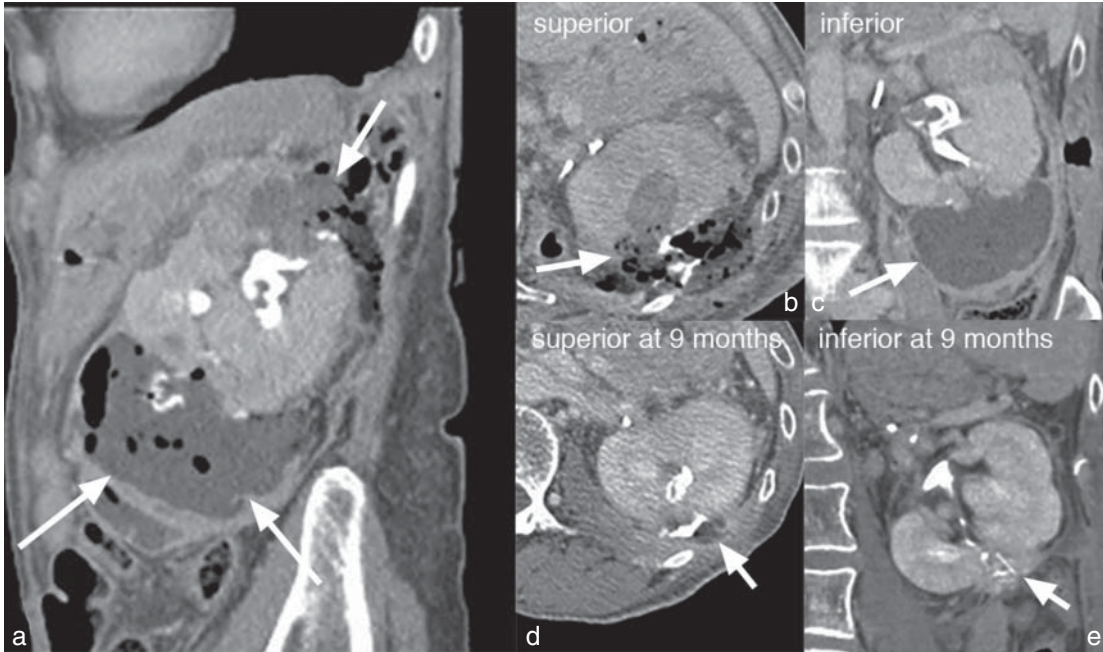 superior
inferior
b
c
superior at 9 months
inferior at 9 months
a
d
e